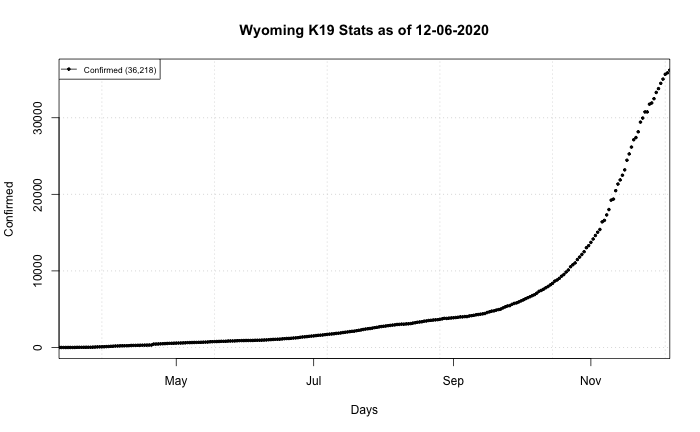 Wyoming K19 Stats as of 12-06-2020
Confirmed (36,218)
Confirmed
30000
20000
10000
0
May Jul Sep Nov
Days